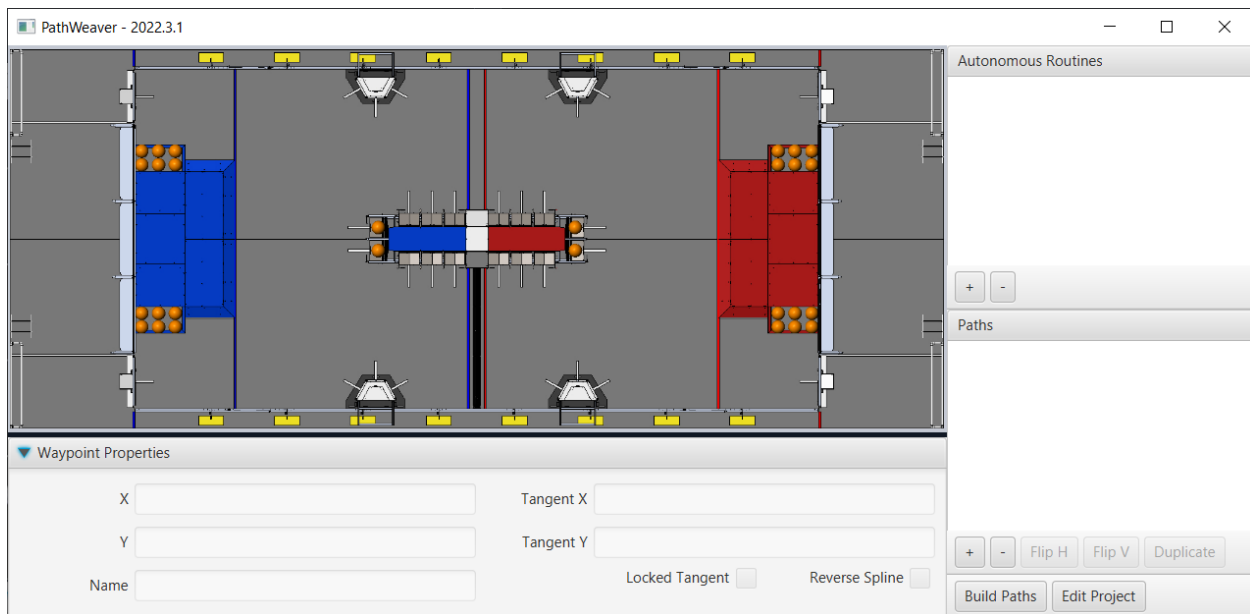 PathWeaver - 2022.3.1
Autonomous Routines
+ -
Paths
Waypoint Properties
X
Tangent X
Y
Tangent Y
Name
Locked Tangent
Reverse Spline
+ - Flip H Flip V Duplicate
Build Paths Edit Project